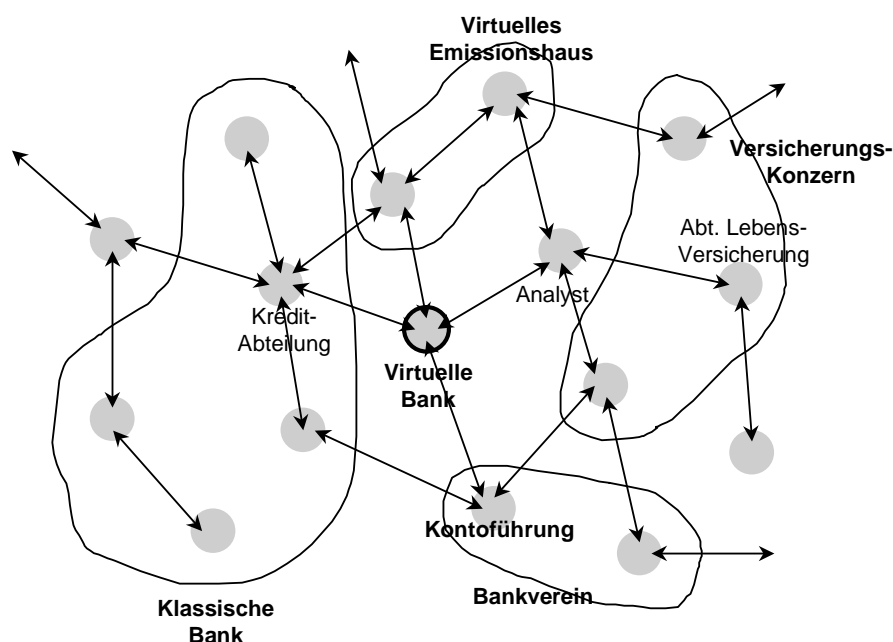 Virtuelles
Emissionshaus
Versicherungs-
Konzern
Abt. Lebens-
Versicherung
Analyst
Kredit-
Abteilung
Virtuelle
Bank
Kontoführung
Bankverein
Klassische
Bank